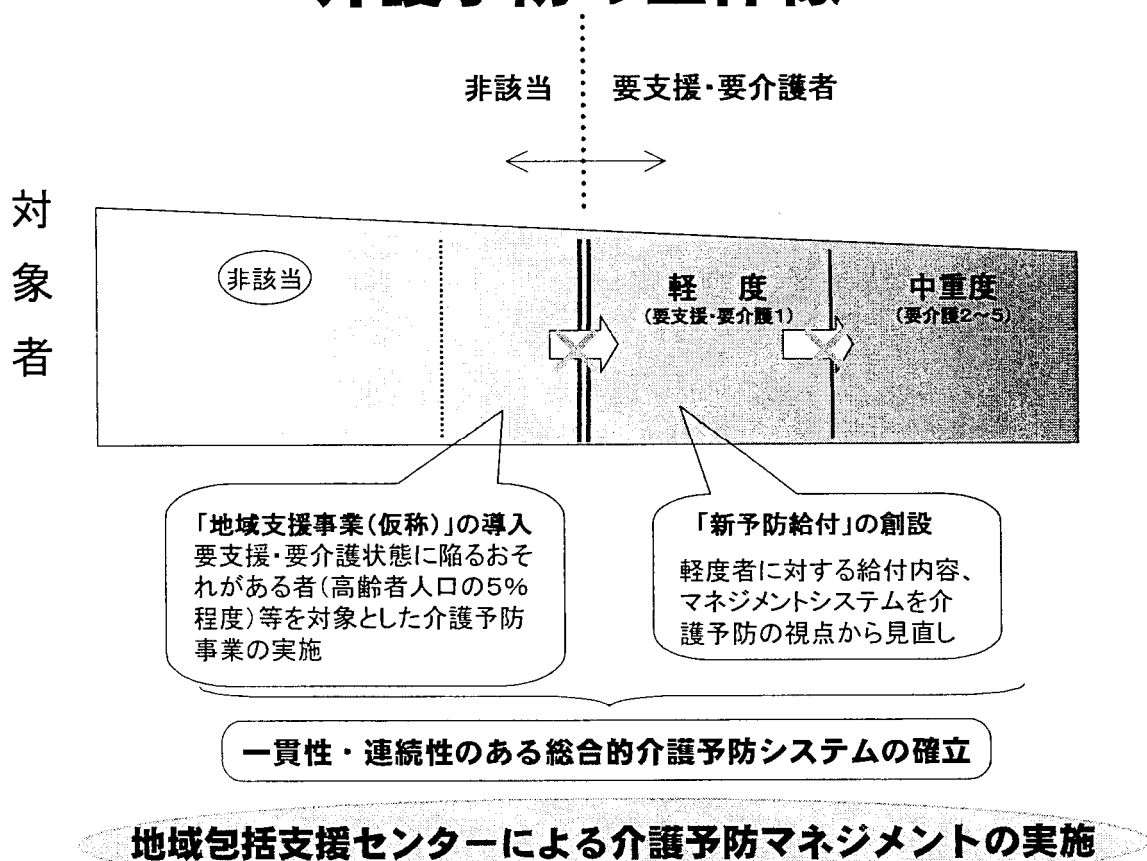 非該当 要支援・要介護者
対象者
非該当
軽 度
(要支援・要介護1)
中重度
(要介護2~5)
「地域支援事業(仮称)」の導入
要支援・要介護状態に陥るおそ
れがある者(高齢者人口の5%
程度)等を対象とした介護予防
事業の実施
「新予防給付」の創設
軽度者に対する給付内容、
マネジメントシステムを介
護予防の視点から見直し
一貫性・連続性のある総合的介護予防システムの確立
地域包括支援センターによる介護予防マネジメントの実施